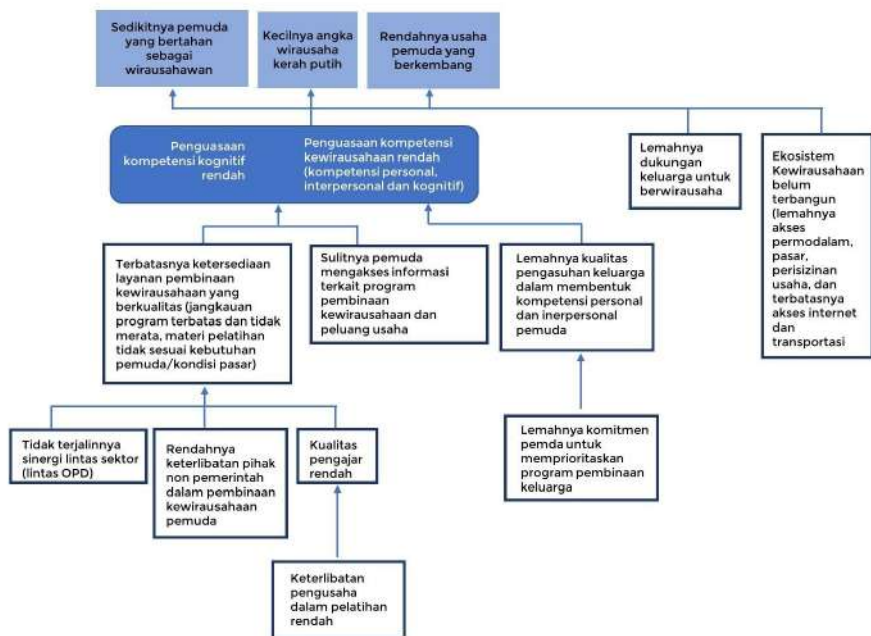 Sedikitnya pemuda
yang bertahan
sebagai
wirausahawan
Kecilnya angka
wirausaha
kerah putih
Rendahnya usaha
pemuda yang
berkembang
Penguasaan
kompetensi kognitif
rendah
Penguasaan kompetensi
kewirausahaan rendah
(kompetensi personal,
interpersonal dan kognitif)
Lemahnya
dukungan
keluarga untuk
berwirausaha
Ekosistem
Kewirausahaan
belum
terbangun
(lemahnya
akses
permodalam,
pasar,
perisizinan
usaha, dan
terbatasnya
akses internet
dan
transportasi
Terbatasnya ketersediaan
layanan pembinaan
kewirausahaan yang
berkualitas (jangkauan
program terbatas dan tidak
merata, materi pelatihan
tidak sesuai kebutuhan
pemuda/kondisi pasar)
Sulitnya pemuda
mengakses informasi
terkait program
pembinaan
kewirausahaan dan
peluang usaha
Lemahnya kualitas
pengasuhan keluarga
dalam membentuk
kompetensi personal
dan inerpersonal
pemuda
Tidak terjalinnya
sinergi lintas sektor
(lintas OPD)
Rendahnya
keterlibatan pihak
non pemerintah
dalam pembinaan
kewirausahaan
pemuda
Kualitas
pengajar
rendah
Lemahnya komitmen
pemda untuk
memprioritaskan
program pembinaan
keluarga
Keterlibatan
pengusaha
dalam pelatihan
rendah